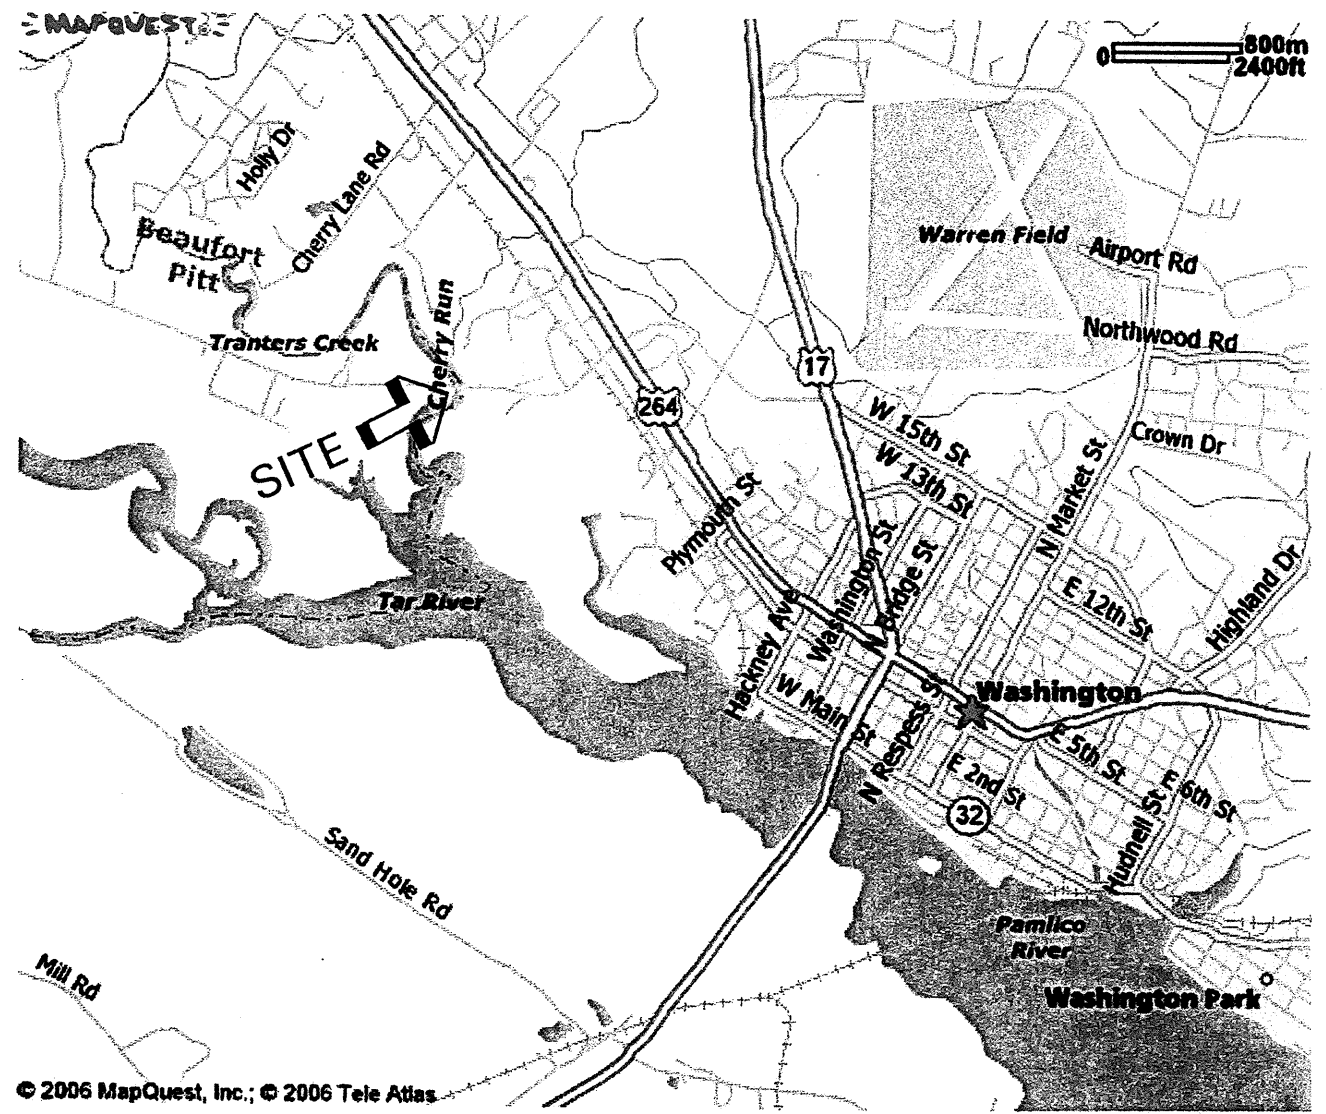 MAPQUEST
0 800m
2400ft
Holly Dr
Cherry Lane Rd
Beaufort
Pitt
Warren Field
Airport Rd
Cherry Run
Tranters Creek
Northwood Rd
17
264
SITE
W 15th St
Crown Dr
W 13th St
N Market St
Plymouth St
Washington St
N Bridge St
Highland Dr
E 12th St
Tar River
Hackney Ave
Washington
W Main St
N Respess St
E 5th St
E 2nd St
E 6th St
32
Hudnell St
Sand Hole Rd
Pamlico
River
Mill Rd
Washington Park
© 2006 MapQuest, Inc.; © 2006 Tele Atlas